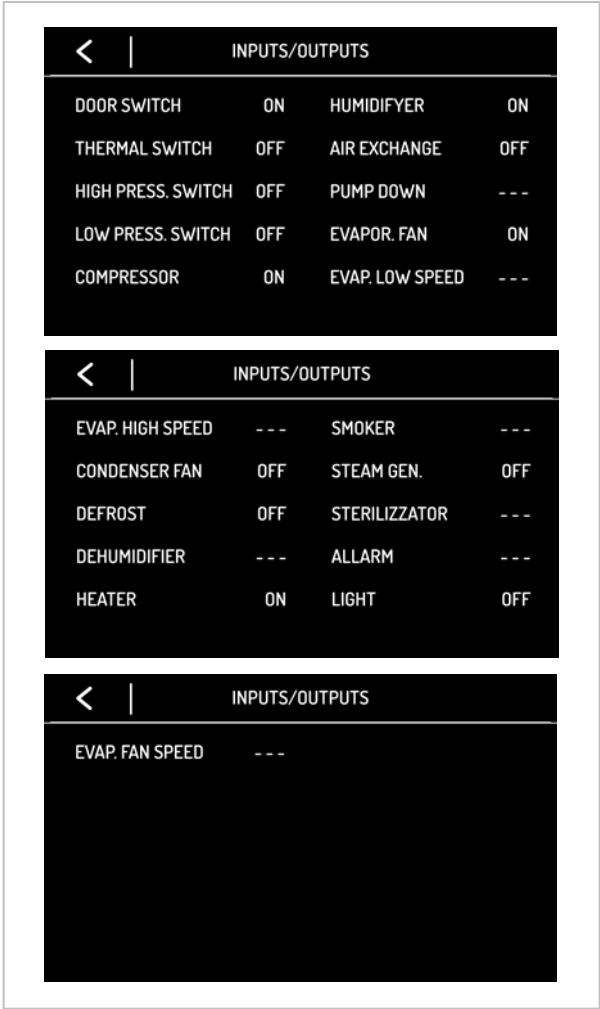 INPUTS/OUTPUTS
DOOR SWITCH ON HUMIDIFYER ON
THERMAL SWITCH OFF AIR EXCHANGE OFF
HIGH PRESS. SWITCH OFF PUMP DOWN - - -
LOW PRESS. SWITCH OFF EVAPOR. FAN ON
COMPRESSOR ON EVAP. LOW SPEED - - -
INPUTS/OUTPUTS
EVAP. HIGH SPEED - - - SMOKER - - -
CONDENSER FAN OFF STEAM GEN. OFF
DEFROST OFF STERILIZZATOR - - -
DEHUMIDIFIER - - - ALLARM - - -
HEATER ON LIGHT OFF
INPUTS/OUTPUTS
EVAP. FAN SPEED - - -